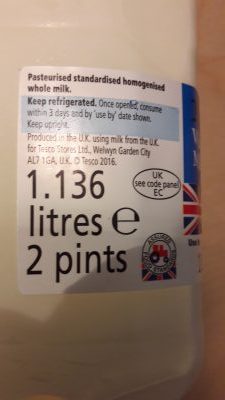 Pasteurised standardised homogenised
whole milk.
Keep refrigerated. Once opened, consume
within 3 days and by 'use by' date shown.
Keep upright.
Produced in the U.K. using milk from the U.K.
for Tesco Stores Ltd., Welwyn Garden City
AL7 1GA, U.K. © Tesco 2016.
UK
see code panel
EC
1.136
litres ℮
2 pints